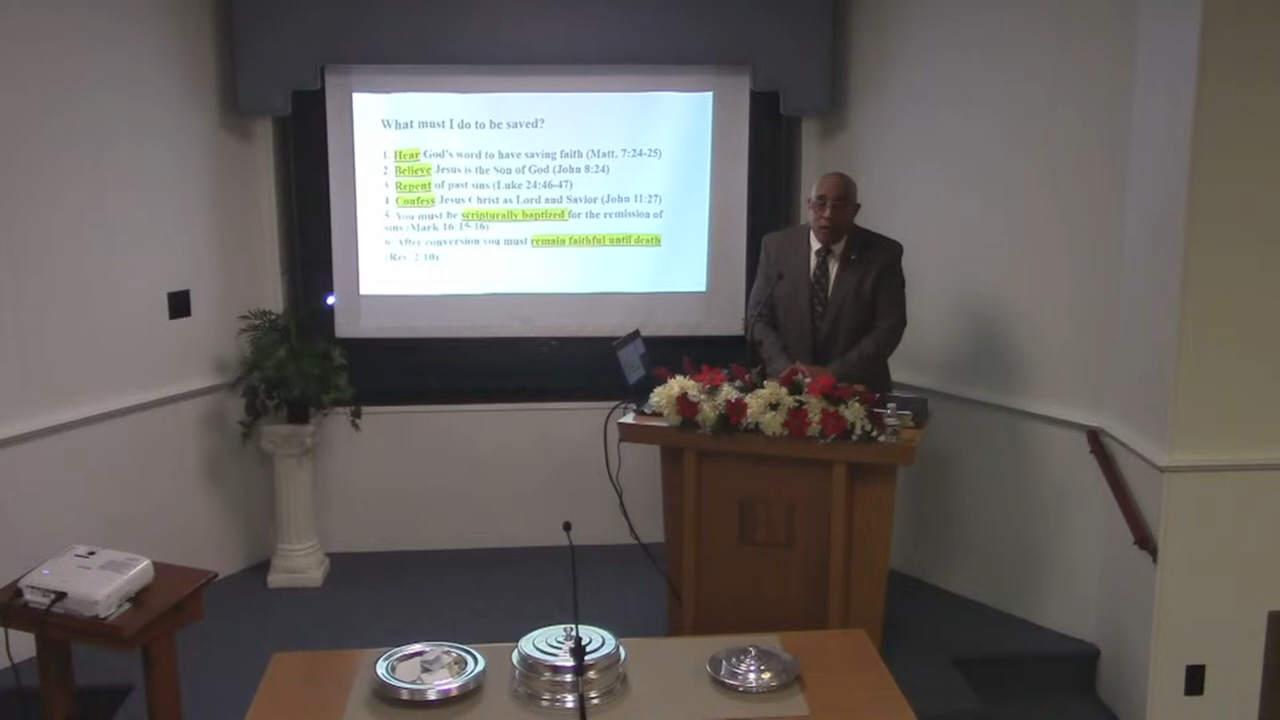 What must I do to be saved?
1. Hear God's word to have saving faith (Matt. 7:24-25)
2. Believe Jesus is the Son of God (John 8:24)
3. Repent of past sins (Luke 24:46-47)
4. Confess Jesus Christ as Lord and Savior (John 11:27)
5. You must be scripturally baptized for the remission of
sins (Mark 16:15-16)
6. After conversion you must remain faithful until death
(Rev. 2:10)